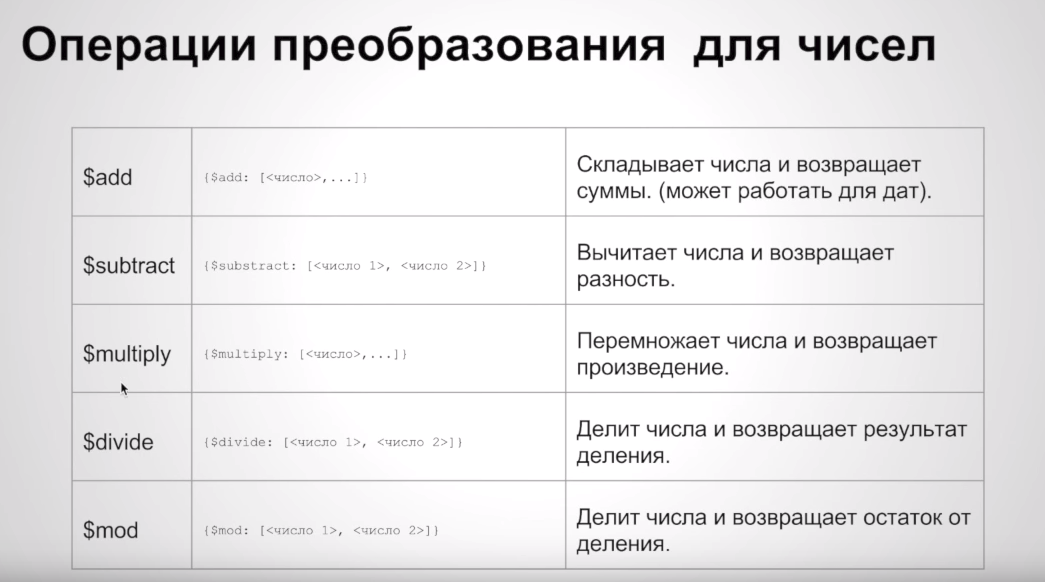 Операции преобразования для чисел
$add
{$add: [<число>,...]}
Складывает числа и возвращает
суммы. (может работать для дат).
$subtract
{$substract: [<число 1>, <число 2>]}
Вычитает числа и возвращает
разность.
$multiply
{$multiply: [<число>,...]}
Перемножает числа и возвращает
произведение.
$divide
{$divide: [<число 1>, <число 2>]}
Делит числа и возвращает результат
деления.
$mod
{$mod: [<число 1>, <число 2>]}
Делит числа и возвращает остаток от
деления.